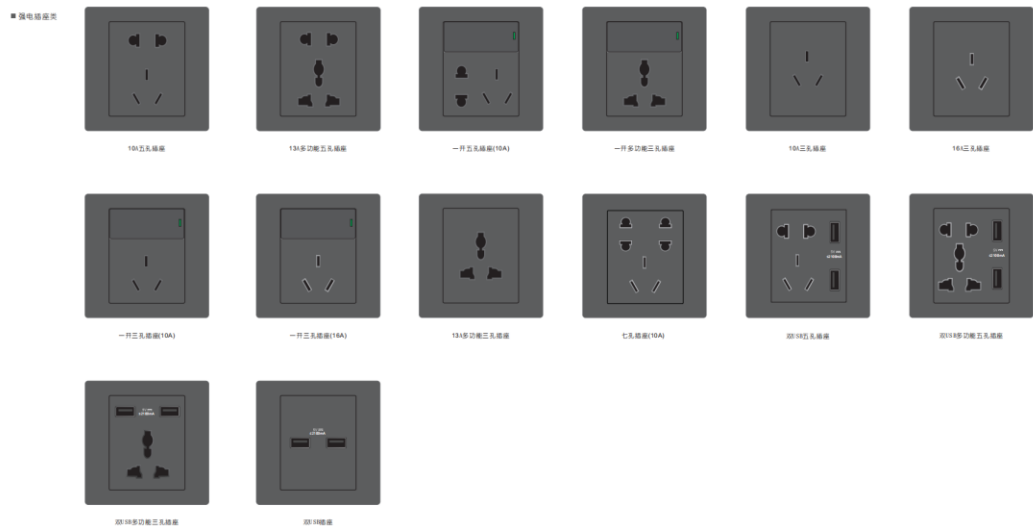 ■ 强电插座类
10A五孔插座
13A多功能五孔插座
一开五孔插座(10A)
一开多功能三孔插座
10A三孔插座
16A三孔插座
一开三孔插座(10A)
一开三孔插座(16A)
13A多功能三孔插座
七孔插座(10A)
双USB五孔插座
双USB多功能五孔插座
双USB多功能三孔插座
双USB插座